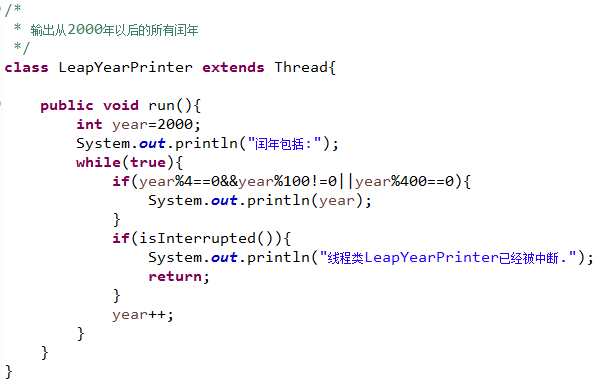 /*
 * 输出从2000年以后的所有闰年
 */
class LeapYearPrinter extends Thread{
    public void run(){
        int year=2000;
        System.out.println("闰年包括:");
        while(true){
            if(year%4==0&&year%100!=0||year%400==0){
                System.out.println(year);
            }
            if(isInterrupted()){
                System.out.println("线程类LeapYearPrinter已经被中断.");
                return;
            }
            year++;
        }
    }
}